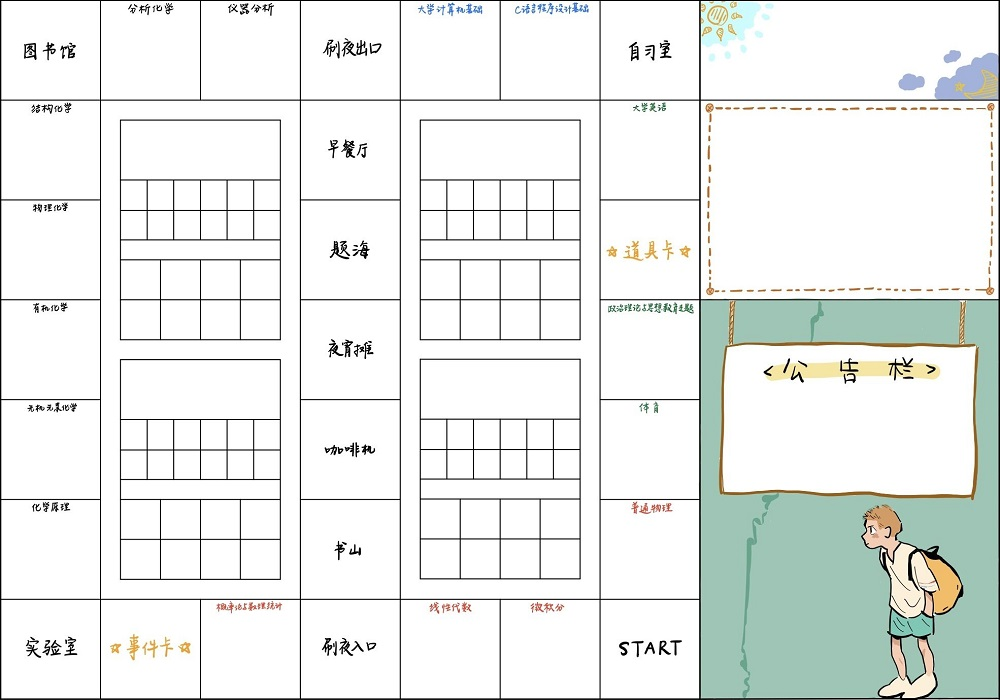 分析化学
仪器分析
大学计算机基础
C语言程序设计基础
图书馆
刷夜出口
自习室
结构化学
大学英语
早餐厅
物理化学
题海
☆道具卡☆
有机化学
政治理论与思想教育专题
夜宵摊
<公告栏>
无机元素化学
体育
咖啡机
化学原理
普通物理
书山
概率论与数理统计
线性代数
微积分
实验室
☆事件卡☆
刷夜入口
START